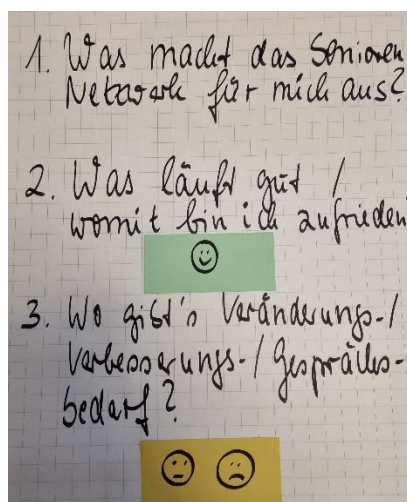 1. Was macht das Senioren
Netzwerk für mich aus?
2. Was läuft gut /
womit bin ich zufrieden
3. Wo gibt's Veränderungs-/
Verbesserungs-/Gesprächs-
bedarf?